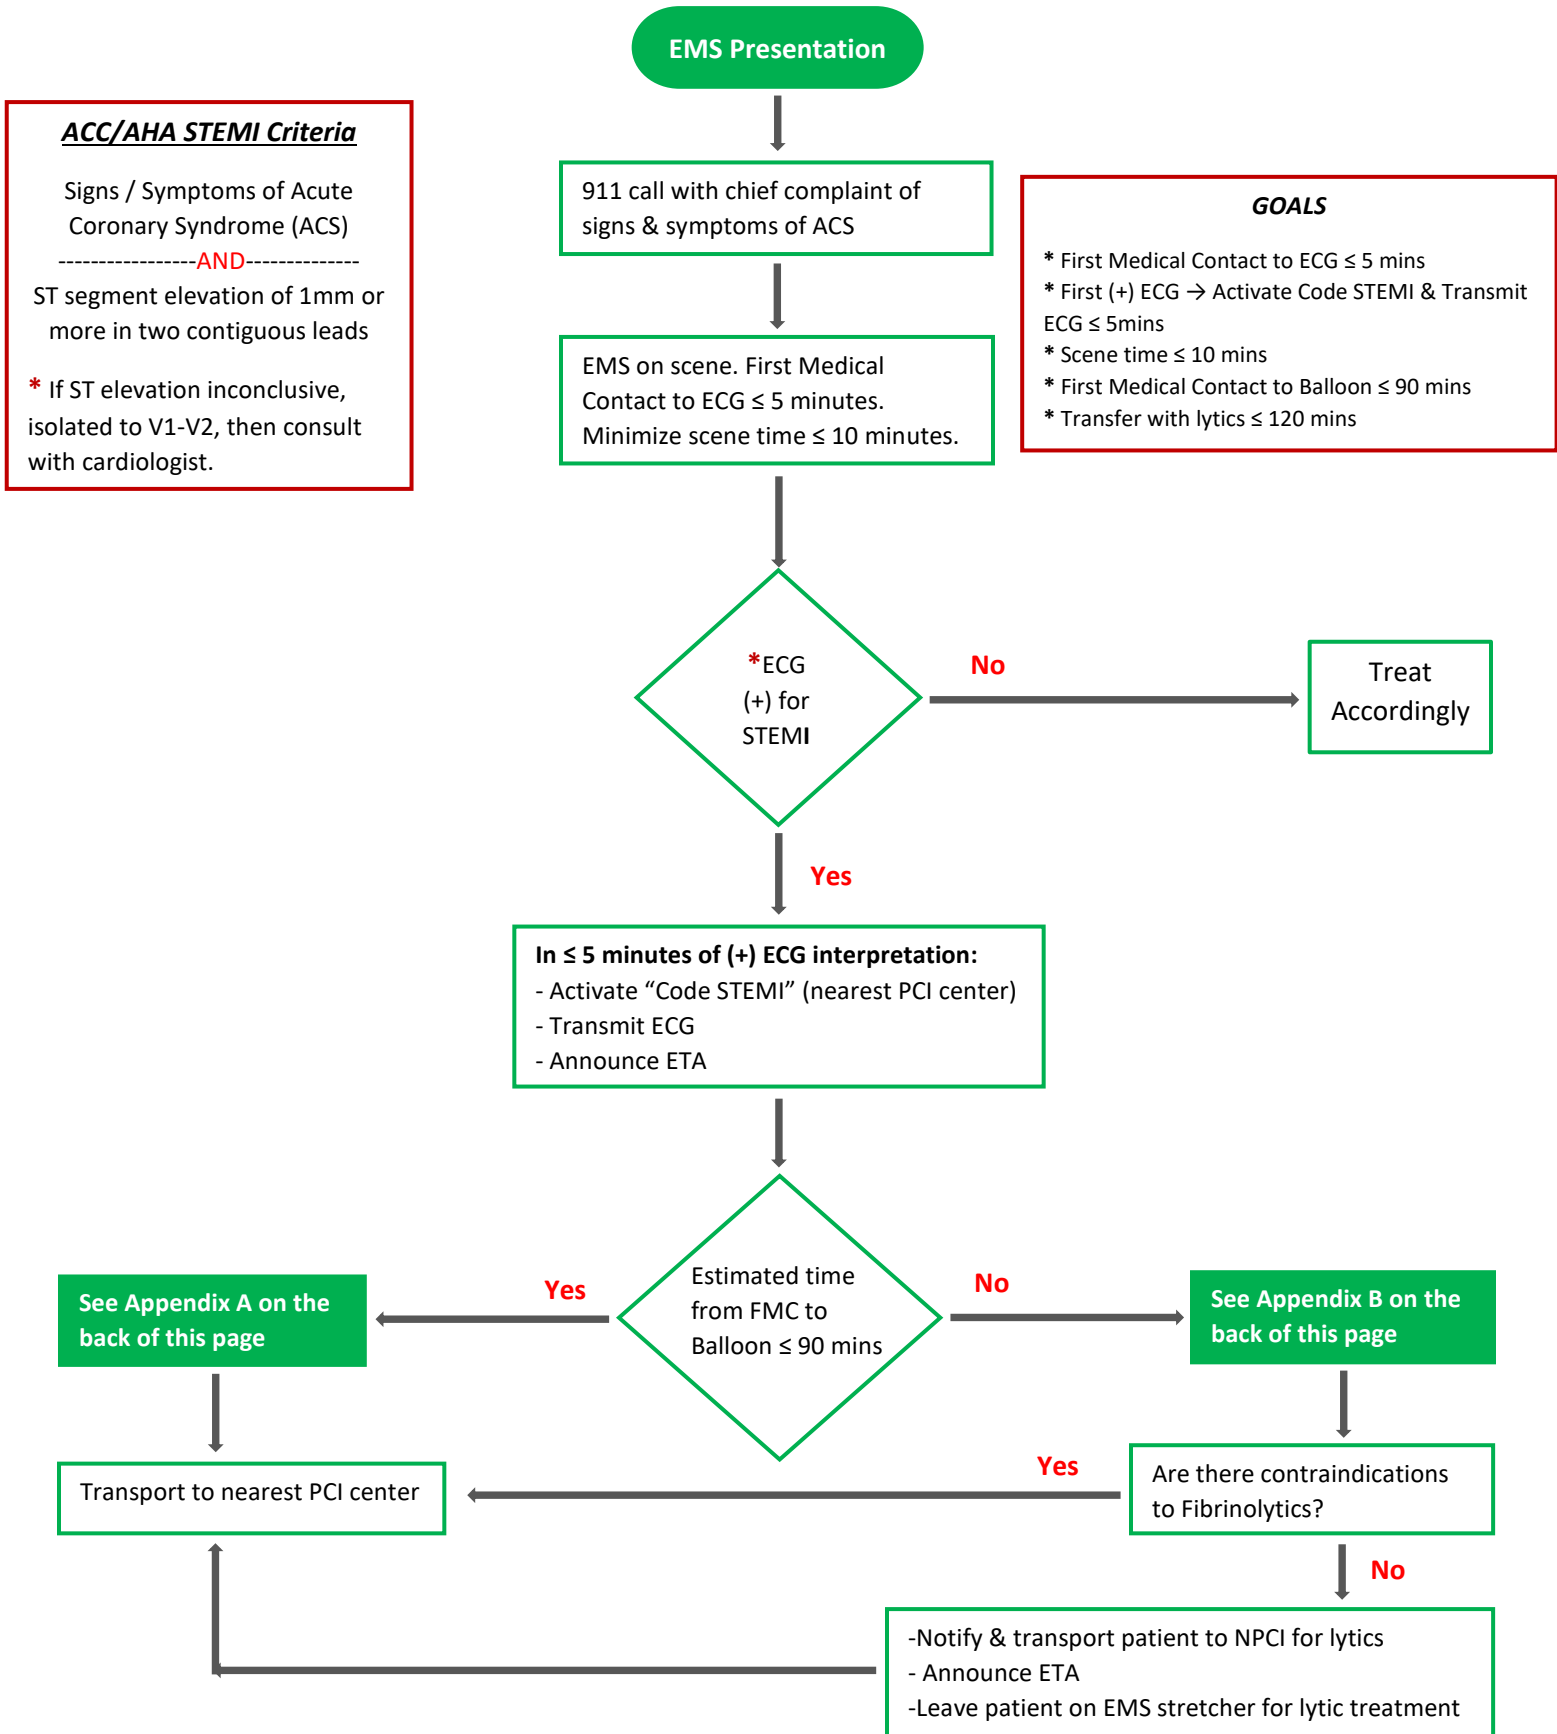 EMS Presentation
ACC/AHA STEMI Criteria
Signs / Symptoms of Acute
Coronary Syndrome (ACS)
-----------------AND--------------
ST segment elevation of 1mm or
more in two contiguous leads
* If ST elevation inconclusive,
isolated to V1-V2, then consult
with cardiologist.
911 call with chief complaint of
signs & symptoms of ACS
GOALS
* First Medical Contact to ECG ≤ 5 mins
* First (+) ECG → Activate Code STEMI & Transmit
ECG ≤ 5mins
* Scene time ≤ 10 mins
* First Medical Contact to Balloon ≤ 90 mins
* Transfer with lytics ≤ 120 mins
EMS on scene. First Medical
Contact to ECG ≤ 5 minutes.
Minimize scene time ≤ 10 minutes.
*ECG
(+) for
STEMI
No
Treat
Accordingly
Yes
In ≤ 5 minutes of (+) ECG interpretation:
- Activate “Code STEMI” (nearest PCI center)
- Transmit ECG
- Announce ETA
Estimated time
from FMC to
Balloon ≤ 90 mins
Yes
No
See Appendix A on the
back of this page
See Appendix B on the
back of this page
Transport to nearest PCI center
Yes
Are there contraindications
to Fibrinolytics?
No
-Notify & transport patient to NPCI for lytics
- Announce ETA
-Leave patient on EMS stretcher for lytic treatment